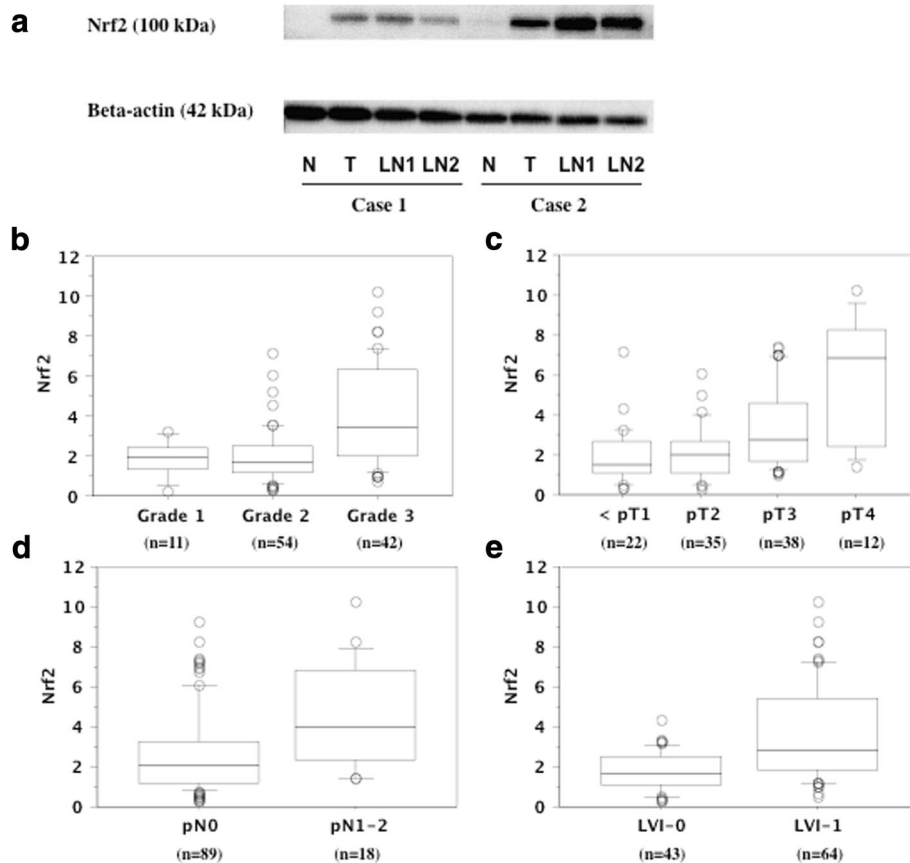 a
Nrf2 (100 kDa)
Beta-actin (42 kDa)
N T LN1 LN2 N T LN1 LN2
Case 1 Case 2
b
12
10
8
6
4
2
0
Nrf2
Grade 1 Grade 2 Grade 3
(n=11) (n=54) (n=42)
c
12
10
8
6
4
2
0
Nrf2
< pT1 pT2 pT3 pT4
(n=22) (n=35) (n=38) (n=12)
d
12
10
8
6
4
2
0
Nrf2
pN0 pN1-2
(n=89) (n=18)
e
12
10
8
6
4
2
0
Nrf2
LVI-0 LVI-1
(n=43) (n=64)